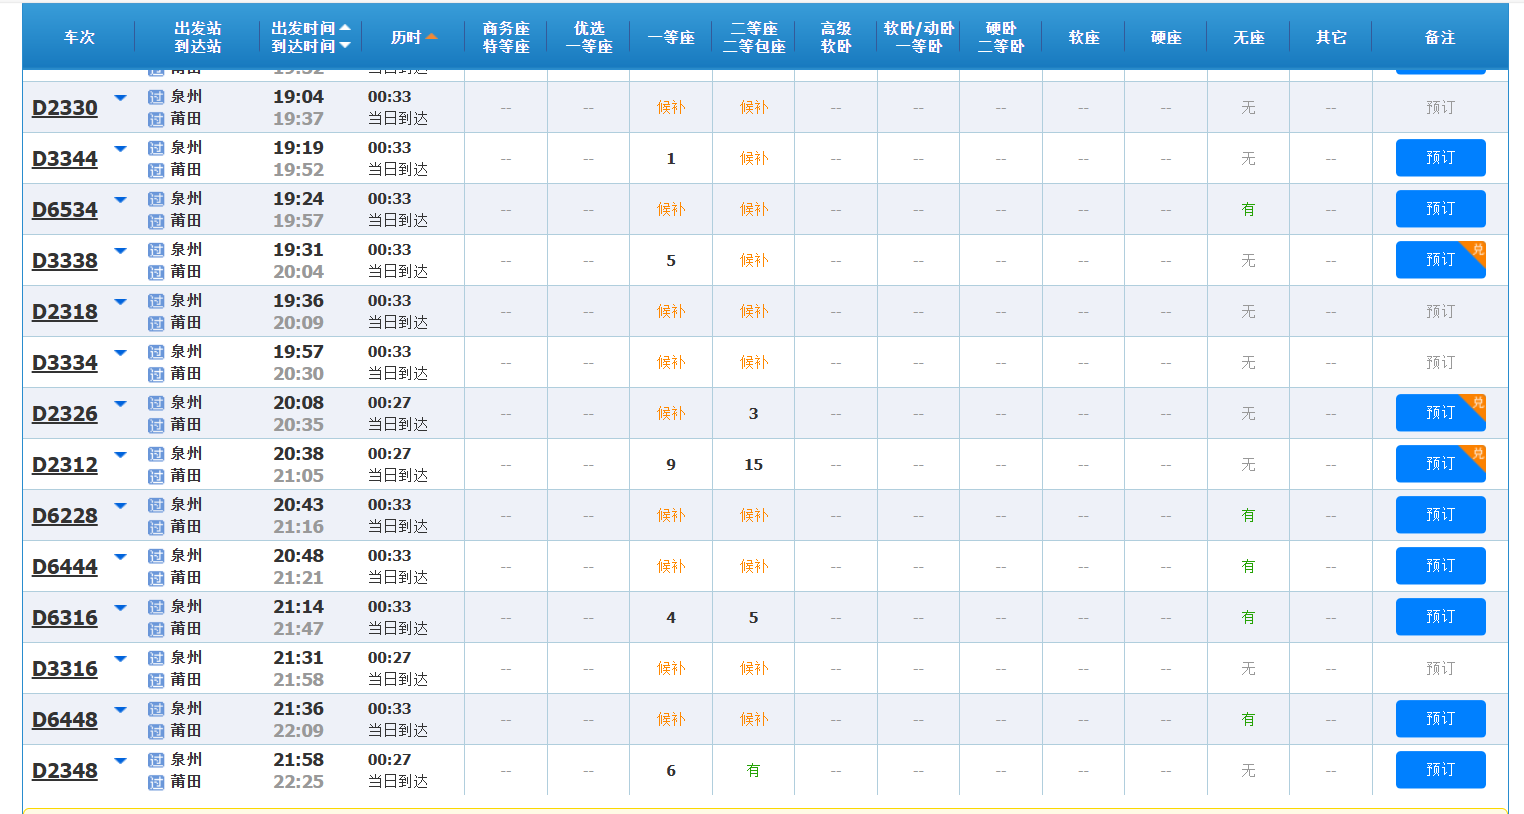 车次 出发站 出发时间 历时 商务座 优选 一等座 二等座 高级 软卧/动卧 硬卧 软座 硬座 无座 其它 备注
到达站 到达时间 特等座 一等座 二等包座 软卧 一等卧 二等卧
过 莆田 19:52 当日到达
D2330 过 泉州 19:04 00:33 -- -- 候补 候补 -- -- -- -- -- 无 -- 预订
过 莆田 19:37 当日到达
D3344 过 泉州 19:19 00:33 -- -- 1 候补 -- -- -- -- -- 无 -- 预订
过 莆田 19:52 当日到达
D6534 过 泉州 19:24 00:33 -- -- 候补 候补 -- -- -- -- -- 有 -- 预订
过 莆田 19:57 当日到达
D3338 过 泉州 19:31 00:33 -- -- 5 候补 -- -- -- -- -- 无 -- 预订 兑
过 莆田 20:04 当日到达
D2318 过 泉州 19:36 00:33 -- -- 候补 候补 -- -- -- -- -- 无 -- 预订
过 莆田 20:09 当日到达
D3334 过 泉州 19:57 00:33 -- -- 候补 候补 -- -- -- -- -- 无 -- 预订
过 莆田 20:30 当日到达
D2326 过 泉州 20:08 00:27 -- -- 候补 3 -- -- -- -- -- 无 -- 预订 兑
过 莆田 20:35 当日到达
D2312 过 泉州 20:38 00:27 -- -- 9 15 -- -- -- -- -- 无 -- 预订 兑
过 莆田 21:05 当日到达
D6228 过 泉州 20:43 00:33 -- -- 候补 候补 -- -- -- -- -- 有 -- 预订
过 莆田 21:16 当日到达
D6444 过 泉州 20:48 00:33 -- -- 候补 候补 -- -- -- -- -- 有 -- 预订
过 莆田 21:21 当日到达
D6316 过 泉州 21:14 00:33 -- -- 4 5 -- -- -- -- -- 有 -- 预订
过 莆田 21:47 当日到达
D3316 过 泉州 21:31 00:27 -- -- 候补 候补 -- -- -- -- -- 无 -- 预订
过 莆田 21:58 当日到达
D6448 过 泉州 21:36 00:33 -- -- 候补 候补 -- -- -- -- -- 有 -- 预订
过 莆田 22:09 当日到达
D2348 过 泉州 21:58 00:27 -- -- 6 有 -- -- -- -- -- 无 -- 预订
过 莆田 22:25 当日到达